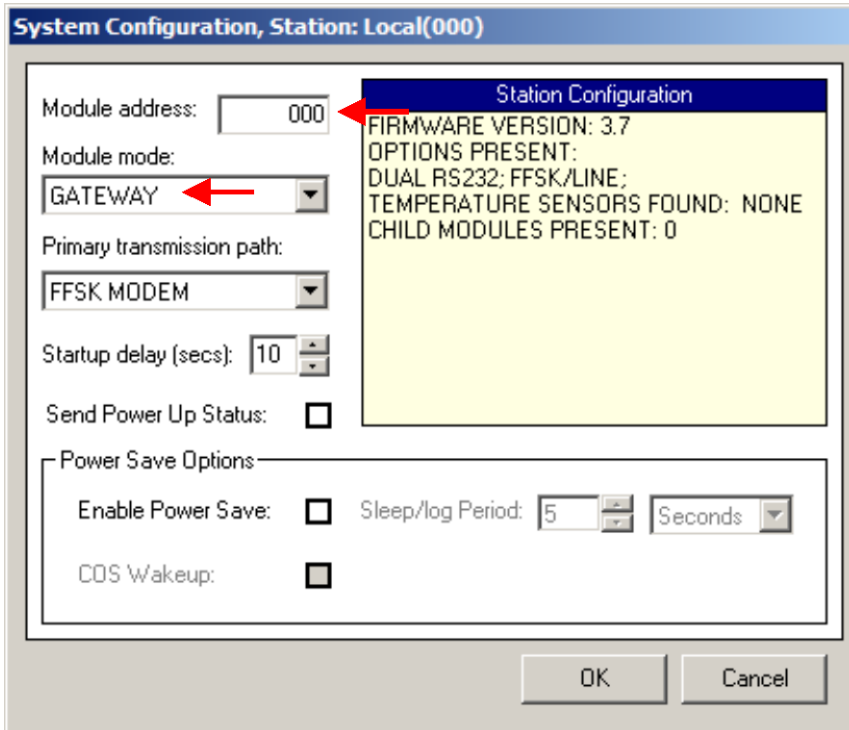 System Configuration, Station: Local(000)
Module address: 000
Module mode:
GATEWAY
Primary transmission path:
FFSK MODEM
Startup delay (secs): 10
Send Power Up Status:
Station Configuration
FIRMWARE VERSION: 3.7
OPTIONS PRESENT:
DUAL RS232; FFSK/LINE;
TEMPERATURE SENSORS FOUND: NONE
CHILD MODULES PRESENT: 0
Power Save Options
Enable Power Save: Sleep/log Period: 5 Seconds
COS Wakeup:
OK Cancel